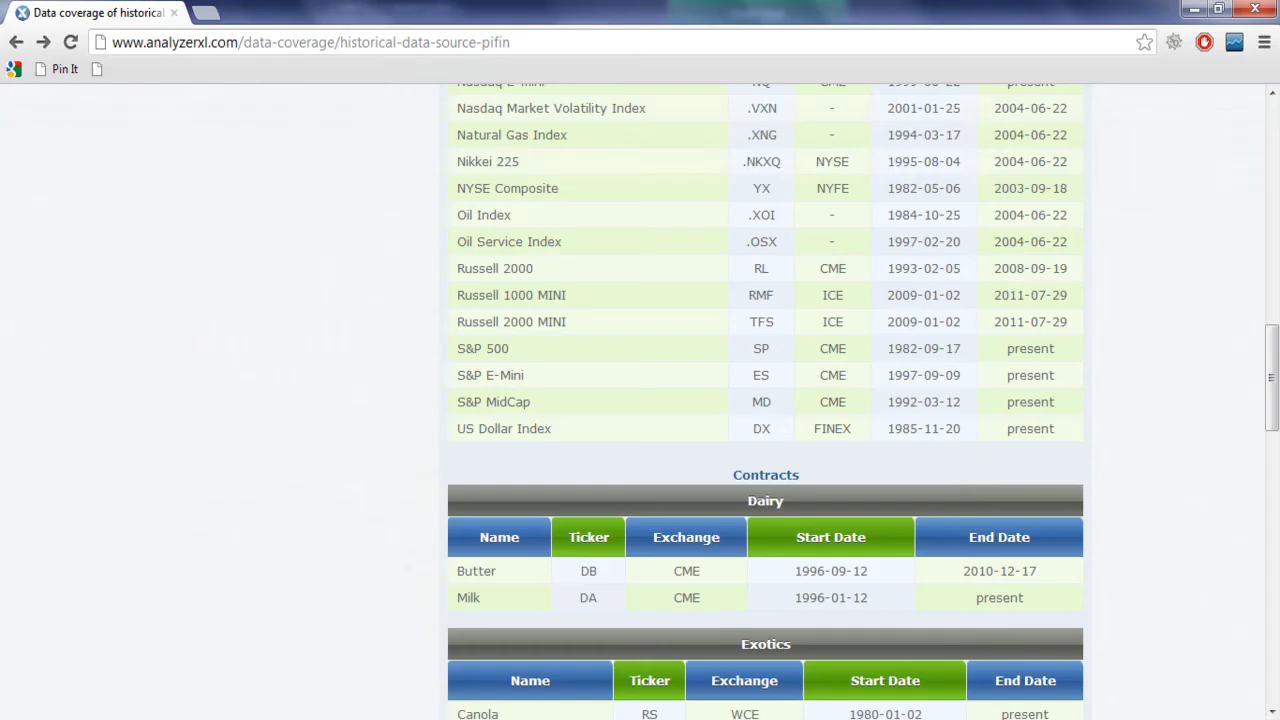 Data coverage of historical
www.analyzerxl.com/data-coverage/historical-data-source-pifin
Pin It
Nasdaq E-Mini NQ CME 1999-06-22 present
Nasdaq Market Volatility Index .VXN - 2001-01-25 2004-06-22
Natural Gas Index .XNG - 1994-03-17 2004-06-22
Nikkei 225 .NKXQ NYSE 1995-08-04 2004-06-22
NYSE Composite YX NYFE 1982-05-06 2003-09-18
Oil Index .XOI - 1984-10-25 2004-06-22
Oil Service Index .OSX - 1997-02-20 2004-06-22
Russell 2000 RL CME 1993-02-05 2008-09-19
Russell 1000 MINI RMF ICE 2009-01-02 2011-07-29
Russell 2000 MINI TFS ICE 2009-01-02 2011-07-29
S&P 500 SP CME 1982-09-17 present
S&P E-Mini ES CME 1997-09-09 present
S&P MidCap MD CME 1992-03-12 present
US Dollar Index DX FINEX 1985-11-20 present
Contracts
Dairy
Name Ticker Exchange Start Date End Date
Butter DB CME 1996-09-12 2010-12-17
Milk DA CME 1996-01-12 present
Exotics
Name Ticker Exchange Start Date End Date
Canola RS WCE 1980-01-02 present